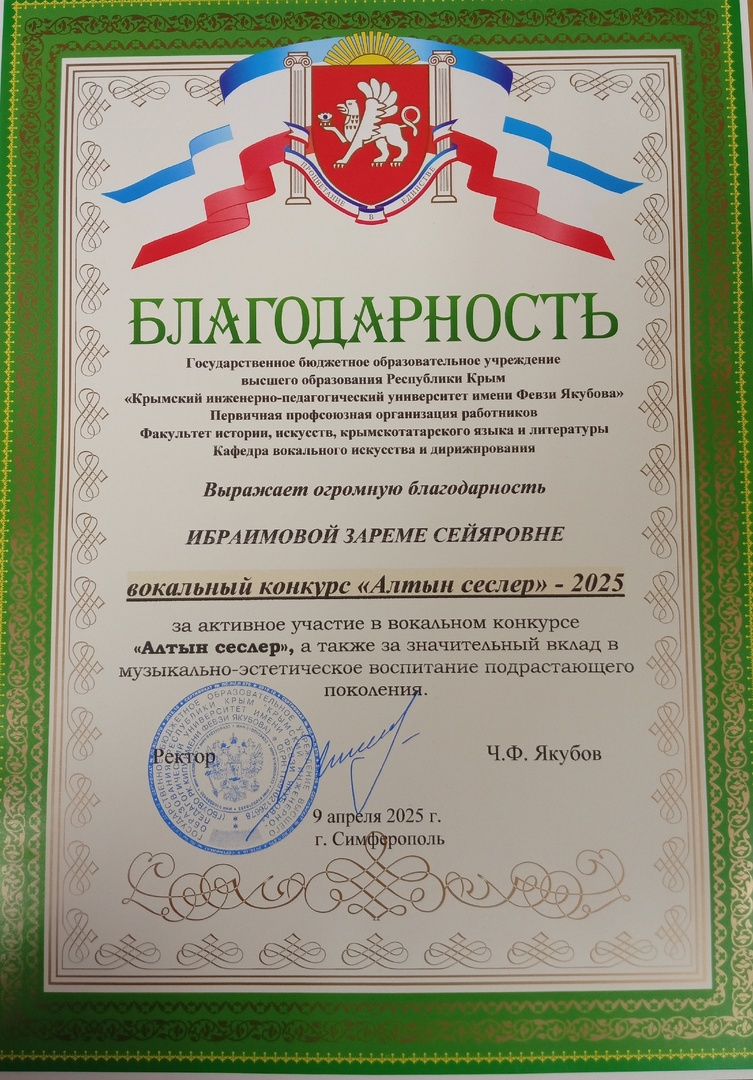 ПРОЦВЕТАНИЕ В ЕДИНСТВЕ
БЛАГОДАРНОСТЬ
Государственное бюджетное образовательное учреждение
высшего образования Республики Крым
«Крымский инженерно-педагогический университет имени Февзи Якубова»
Первичная профсоюзная организация работников
Факультет истории, искусств, крымскотатарского языка и литературы
Кафедра вокального искусства и дирижирования
Выражает огромную благодарность
ИБРАИМОВОЙ ЗАРЕМЕ СЕЙЯРОВНЕ
вокальный конкурс «Алтын сеслер» - 2025
за активное участие в вокальном конкурсе
«Алтын сеслер», а также за значительный вклад в
музыкально-эстетическое воспитание подрастающего
поколения.
Ректор Ч.Ф. Якубов
9 апреля 2025 г.
г. Симферополь